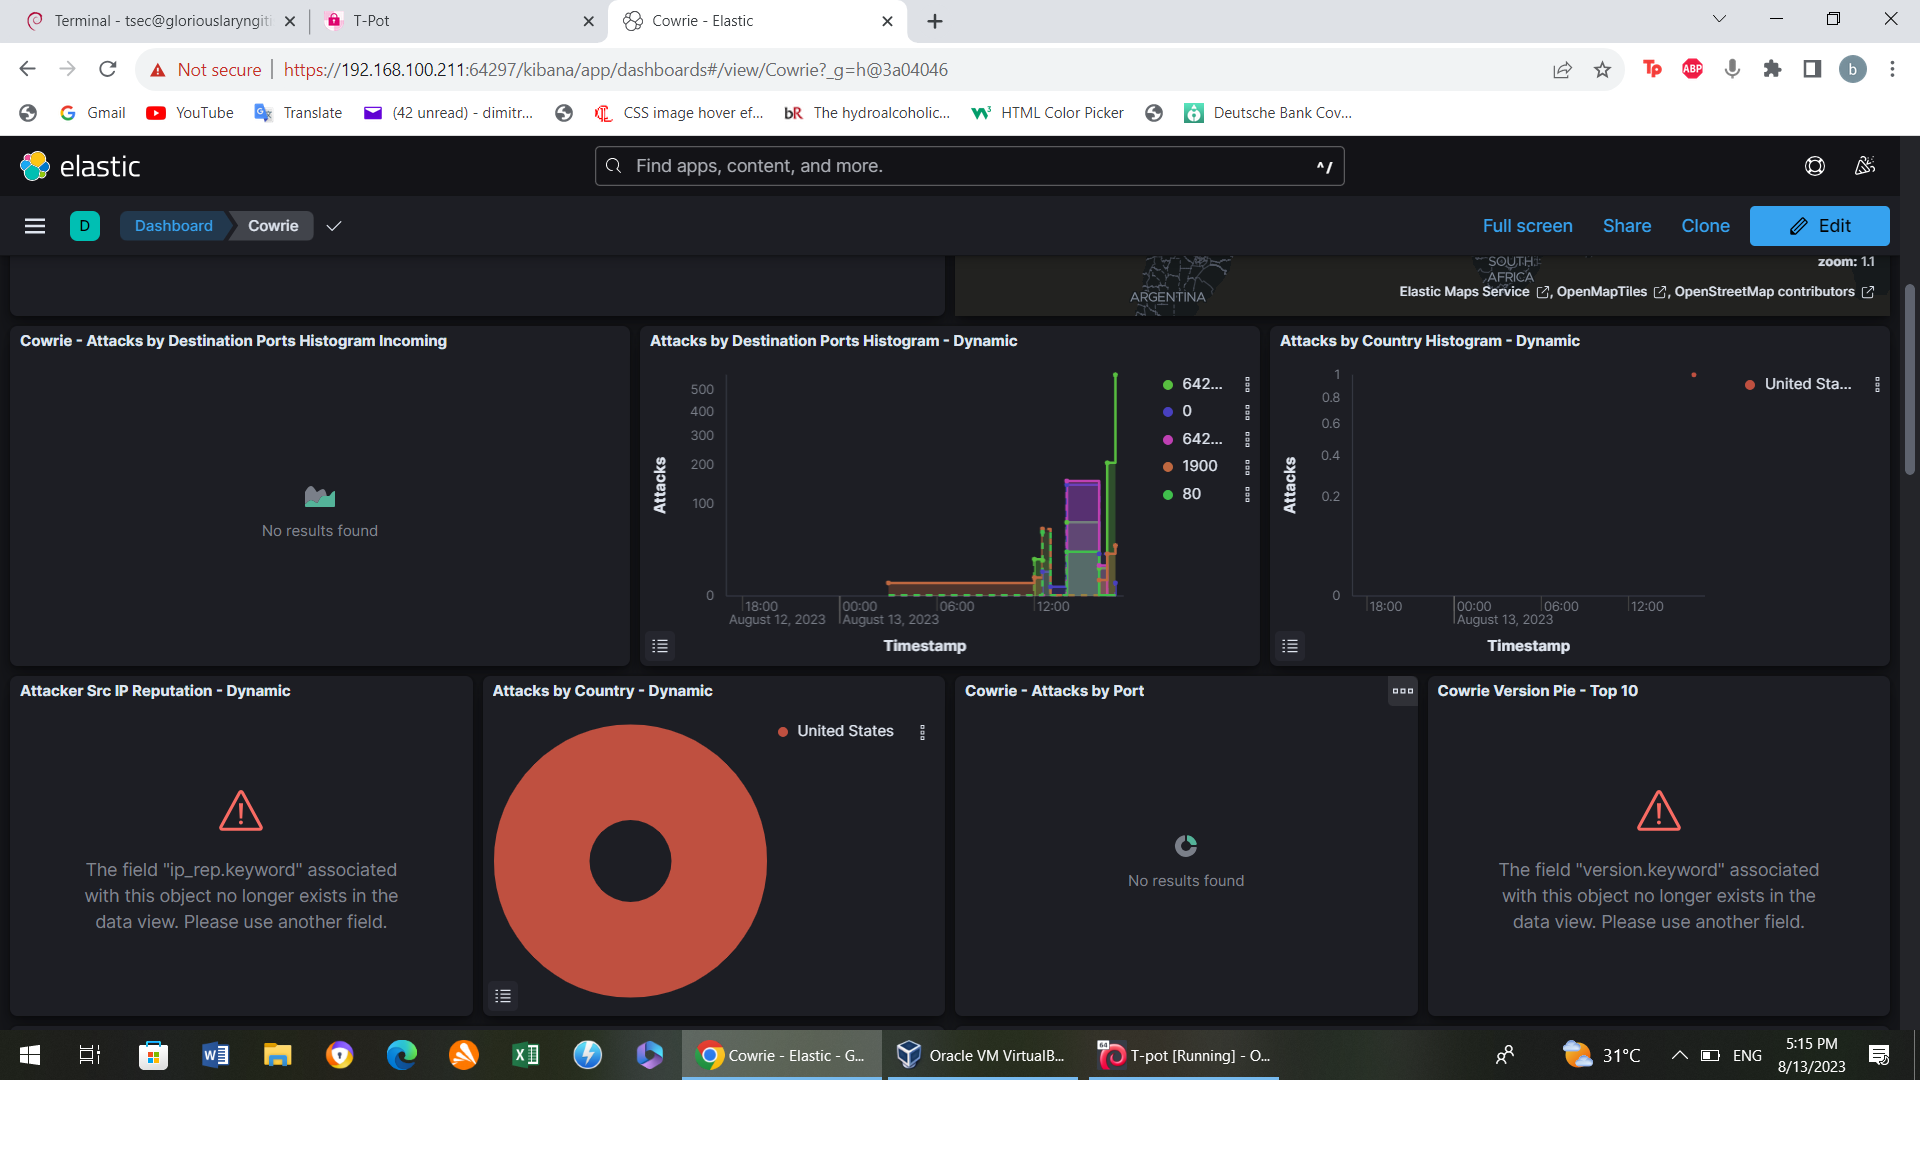 Terminal - tsec@gloriouslaryngiti
T-Pot
Cowrie - Elastic
Not secure
https://192.168.100.211:64297/kibana/app/dashboards#/view/Cowrie?_g=h@3a04046
Tp
ABP
b
Gmail
YouTube
Translate
(42 unread) - dimitr...
CSS image hover ef...
bR
The hydroalcoholic...
HTML Color Picker
Deutsche Bank Cov...
elastic
Find apps, content, and more.
^/
D
Dashboard
Cowrie
Full screen
Share
Clone
Edit
ARGENTINA
SOUTH
AFRICA
zoom: 1.1
Elastic Maps Service , OpenMapTiles , OpenStreetMap contributors
Cowrie - Attacks by Destination Ports Histogram Incoming
No results found
Attacks by Destination Ports Histogram - Dynamic
Attacks
500
400
300
200
100
0
18:00
August 12, 2023
00:00
August 13, 2023
06:00
12:00
Timestamp
642...
0
642...
1900
80
Attacks by Country Histogram - Dynamic
Attacks
1
0.8
0.6
0.4
0.2
0
18:00
00:00
August 13, 2023
06:00
12:00
Timestamp
United Sta...
Attacker Src IP Reputation - Dynamic
The field "ip_rep.keyword" associated
with this object no longer exists in the
data view. Please use another field.
Attacks by Country - Dynamic
United States
Cowrie - Attacks by Port
No results found
Cowrie Version Pie - Top 10
The field "version.keyword" associated
with this object no longer exists in the
data view. Please use another field.
Cowrie - Elastic - G...
Oracle VM VirtualB...
64
T-pot [Running] - O...
31°C
ENG
5:15 PM
8/13/2023